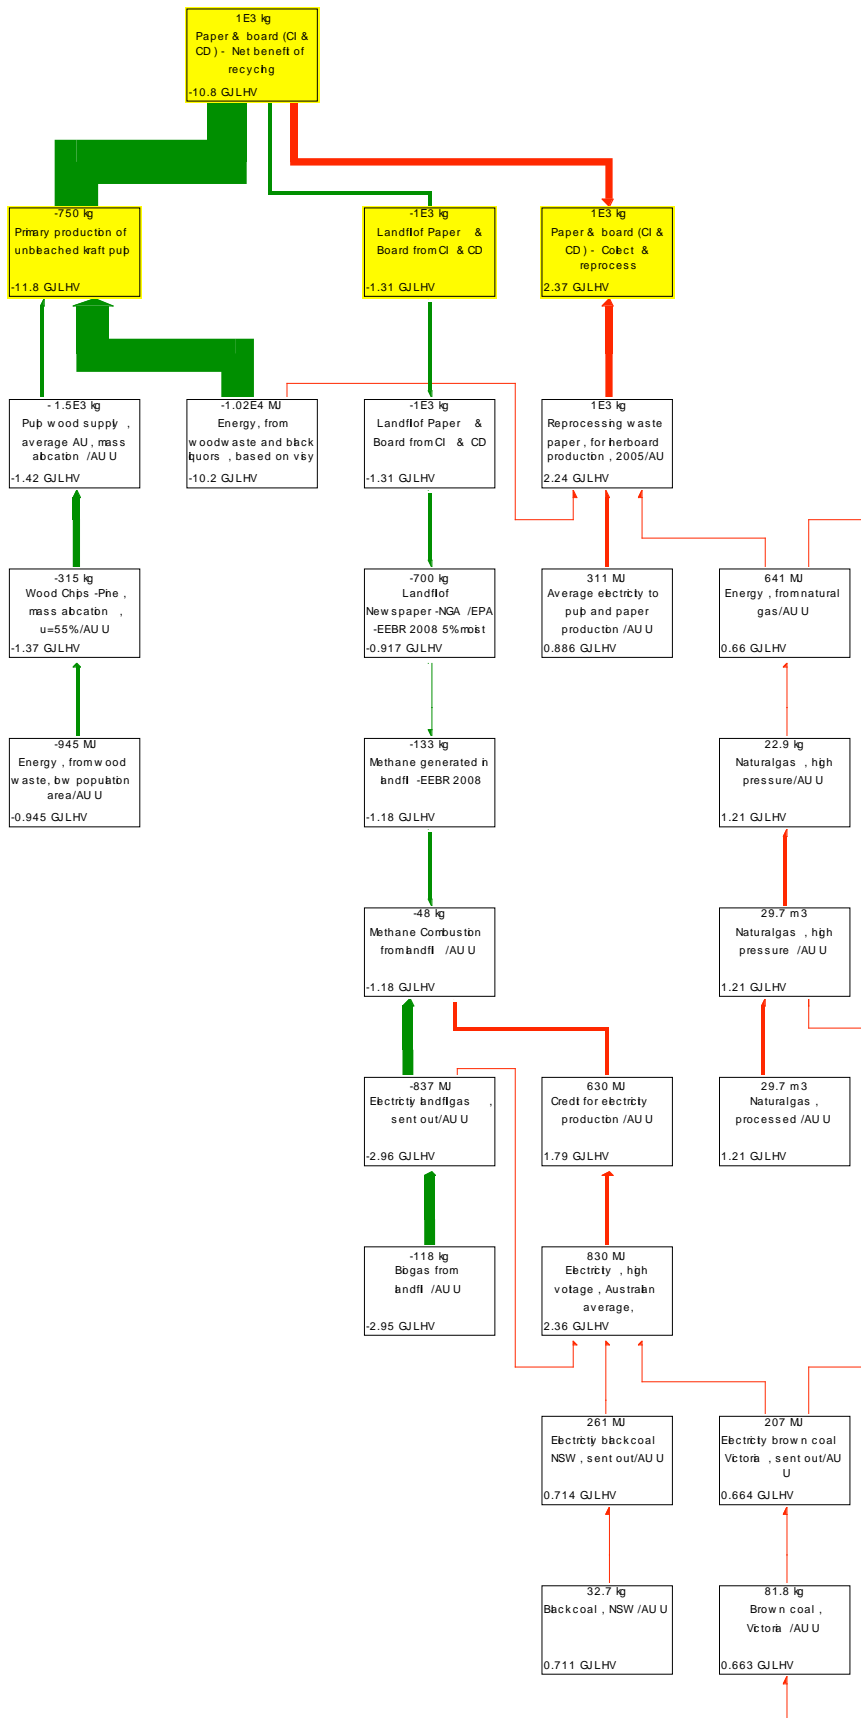 1E3 kg
Paper & board (CI &
CD) - Net benefit of
recycing
-10.8 GJ LHV
-750 kg
Primary production of
unbleached kraft pulp
-11.8 GJ LHV
-1E3 kg
Landfill of Paper &
Board from CI & CD
-1.31 GJ LHV
1E3 kg
Paper & board (CI &
CD) - Collect &
reprocess
2.37 GJ LHV
-1.5E3 kg
Pulp wood supply,
average AU, mass
allocation /AU U
-1.42 GJ LHV
-1.02E4 MJ
Energy, from
woodwaste and black
liquors, based on visy
-10.2 GJ LHV
-1E3 kg
Landfill of Paper &
Board from CI & CD
-1.31 GJ LHV
1E3 kg
Reprocessing waste
paper, for linerboard
production, 2005/AU
2.24 GJ LHV
-315 kg
Wood Chips - Pine,
mass allocation,
u=55%/AU U
-1.37 GJ LHV
-700 kg
Landfill of
Newspaper -NGA /EPA
-EEBR 2008 5%moist
-0.917 GJ LHV
311 MJ
Average electricity to
pulp and paper
production /AU U
0.886 GJ LHV
641 MJ
Energy, from natural
gas/AU U
0.66 GJ LHV
-945 MJ
Energy, from wood
waste, low population
area/AU U
-0.945 GJ LHV
-133 kg
Methane generated in
landfill -EEBR 2008
-1.18 GJ LHV
22.9 kg
Natural gas, high
pressure/AU U
1.21 GJ LHV
-48 kg
Methane Combustion
from landfill /AU U
-1.18 GJ LHV
29.7 m3
Natural gas, high
pressure /AU U
1.21 GJ LHV
-837 MJ
Electricity landfill gas,
sent out/AU U
-2.96 GJ LHV
630 MJ
Credit for electricity
production /AU U
1.79 GJ LHV
29.7 m3
Natural gas,
processed /AU U
1.21 GJ LHV
-118 kg
Biogas from
landfill /AU U
-2.95 GJ LHV
830 MJ
Electricity, high
voltage, Australian
average,
2.36 GJ LHV
261 MJ
Electricity black coal
NSW, sent out/AU U
0.714 GJ LHV
207 MJ
Electricity brown coal
Victoria, sent out/AU
U
0.664 GJ LHV
32.7 kg
Black coal, NSW /AU U
0.711 GJ LHV
81.8 kg
Brown coal,
Victoria /AU U
0.663 GJ LHV